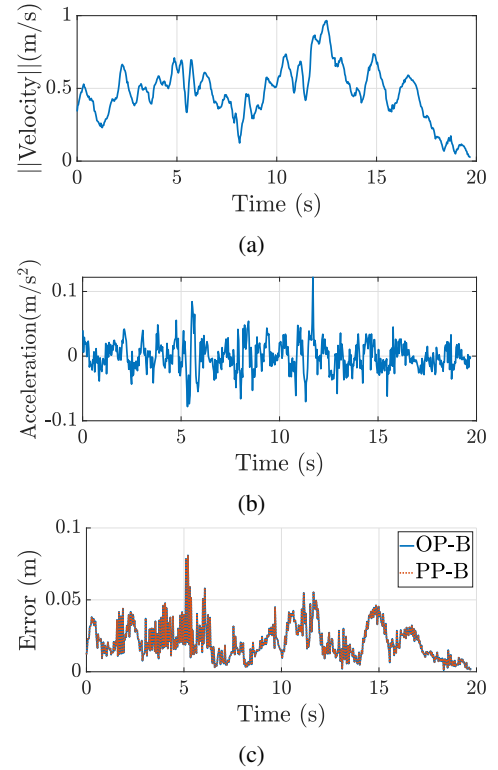 1
||Velocity||(m/s)
0.5
0
0 5 10 15 20
Time (s)
(a)
0.1
Acceleration(m/s²)
0
-0.1
0 5 10 15 20
Time (s)
(b)
0.1
OP-B
PP-B
Error (m)
0.05
0
0 5 10 15 20
Time (s)
(c)